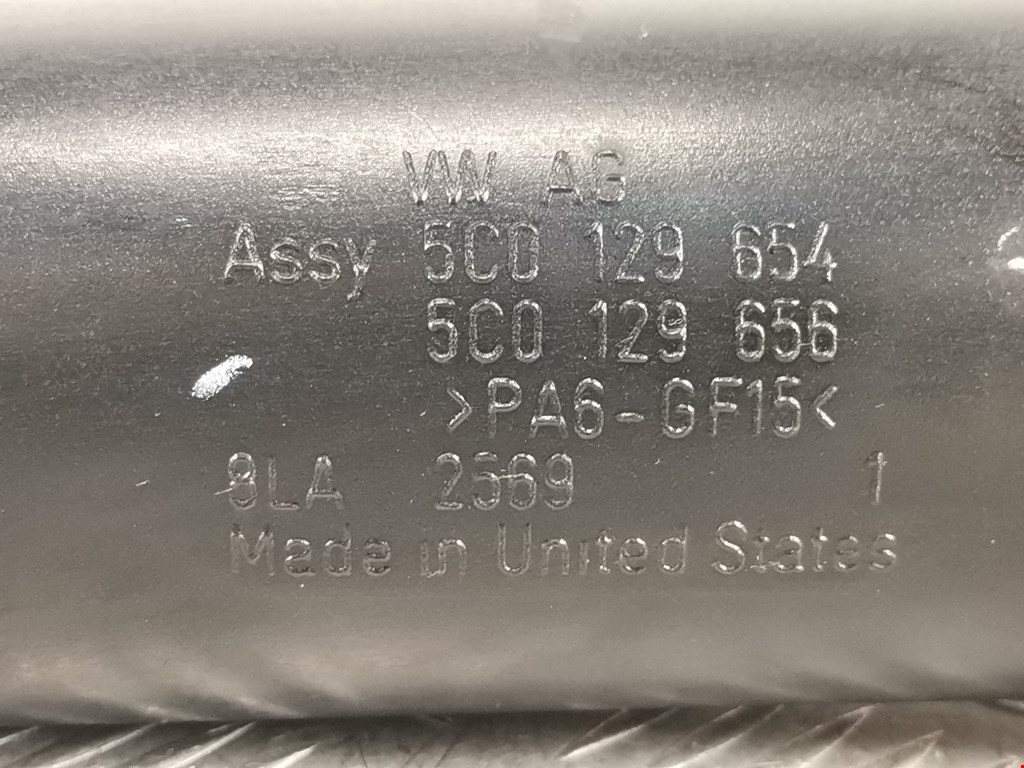 VW AG
Assy 5C0 129 654
5C0 129 656
>PA6-GF15<
8LA 2569 1
Made in United States